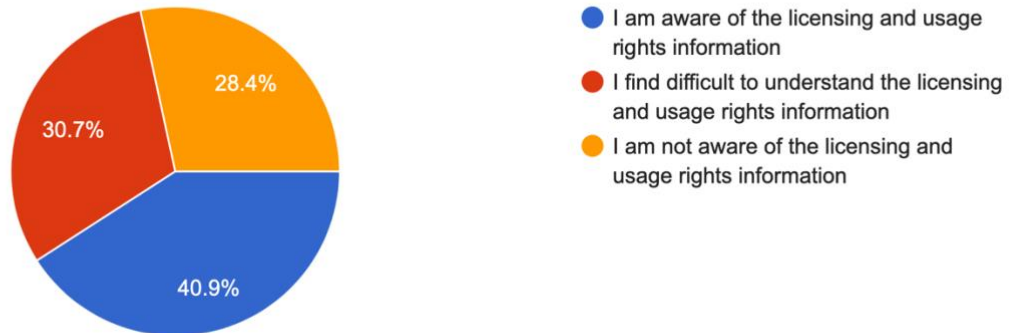 28.4%
30.7%
40.9%
I am aware of the licensing and usage
rights information
I find difficult to understand the licensing
and usage rights information
I am not aware of the licensing and
usage rights information